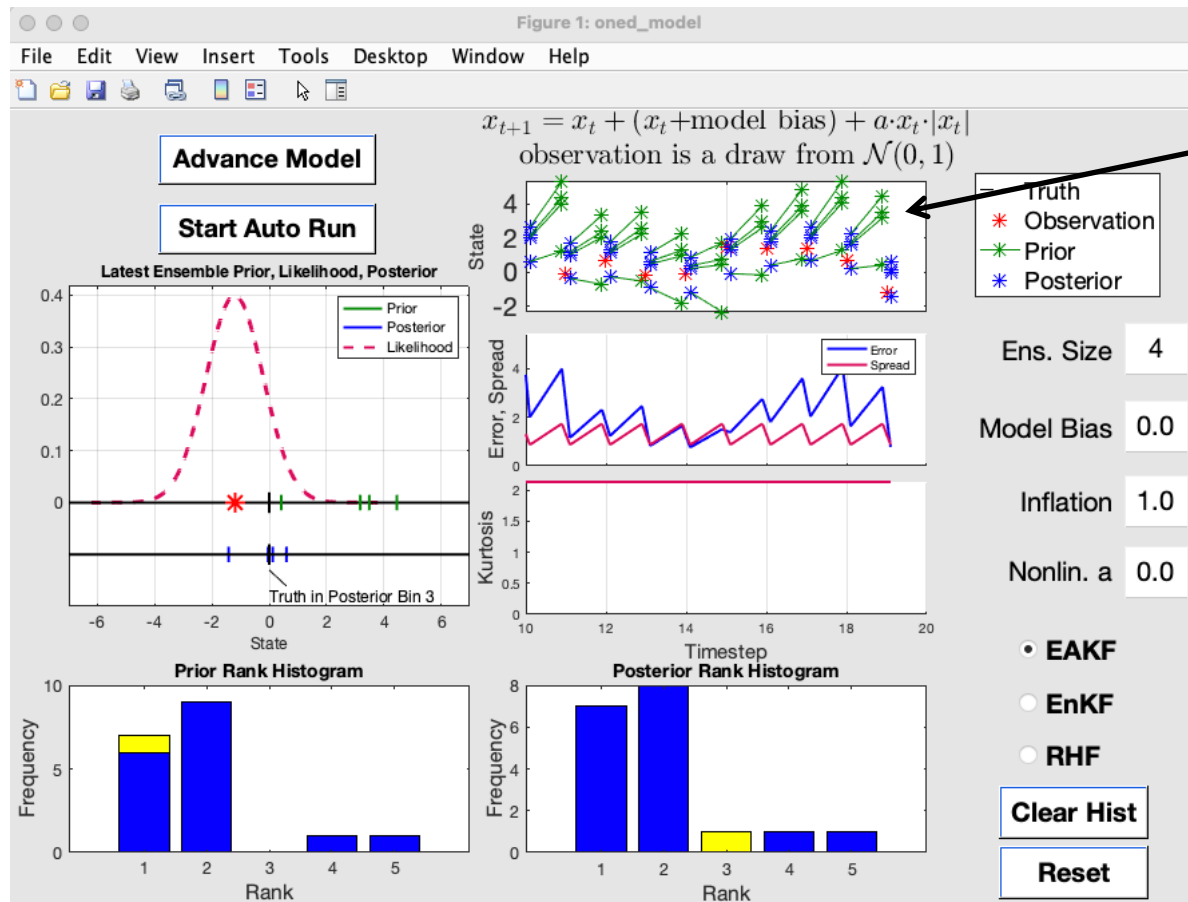 Figure 1: oned_model
File Edit View Insert Tools Desktop Window Help
x_{t+1} = x_t + (x_t+model bias) + a·x_t·|x_t|
observation is a draw from 𝒩(0, 1)
Advance Model
Start Auto Run
Latest Ensemble Prior, Likelihood, Posterior
0.4
0.3
0.2
0.1
0
Prior
Posterior
Likelihood
Truth in Posterior Bin 3
-6 -4 -2 0 2 4 6
State
State
4
2
0
-2
Truth
Observation
Prior
Posterior
Error, Spread
4
2
0
Error
Spread
Kurtosis
2
1.5
1
0.5
0
10 12 14 16 18 20
Timestep
Ens. Size 4
Model Bias 0.0
Inflation 1.0
Nonlin. a 0.0
EAKF
EnKF
RHF
Clear Hist
Reset
Prior Rank Histogram
Frequency
10
5
0
1 2 3 4 5
Rank
Posterior Rank Histogram
Frequency
8
6
4
2
0
1 2 3 4 5
Rank